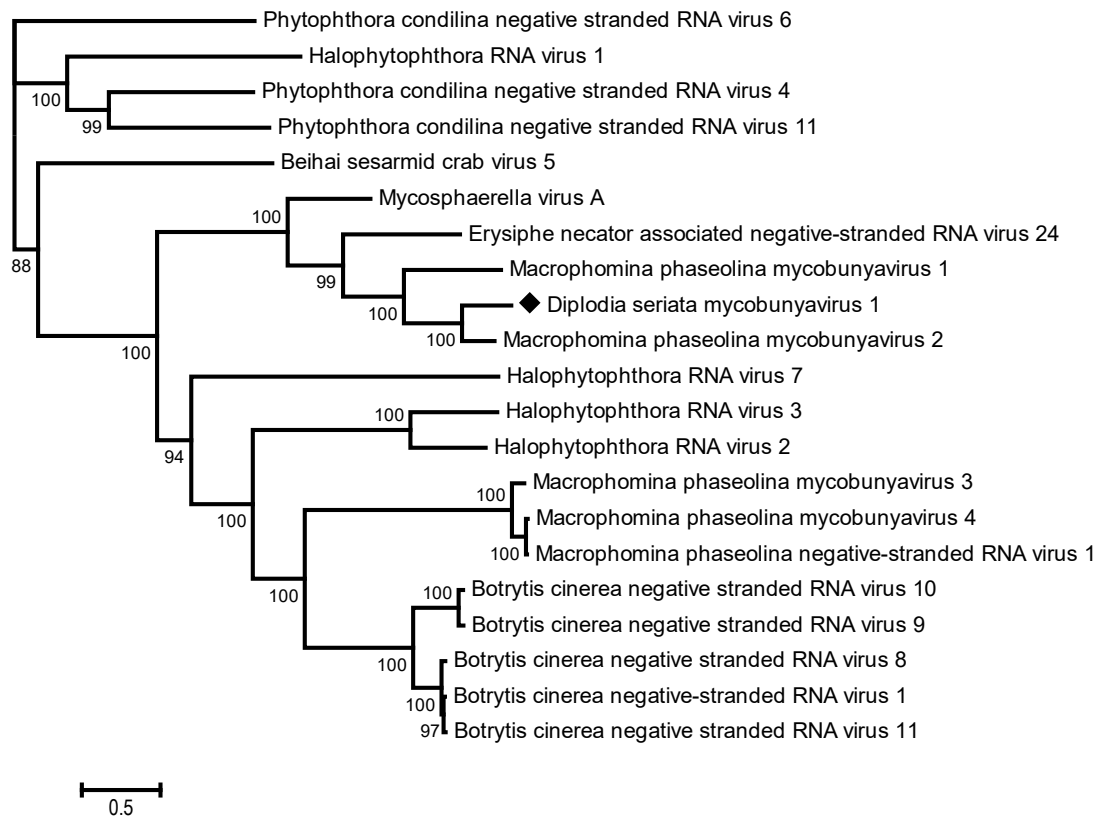 Phytophthora condilina negative stranded RNA virus 6
Halophytophthora RNA virus 1
100
Phytophthora condilina negative stranded RNA virus 4
99
Phytophthora condilina negative stranded RNA virus 11
Beihai sesarmid crab virus 5
88
Mycosphaerella virus A
100
Erysiphe necator associated negative-stranded RNA virus 24
99
Macrophomina phaseolina mycobunyavirus 1
100
Diplodia seriata mycobunyavirus 1
100
Macrophomina phaseolina mycobunyavirus 2
100
Halophytophthora RNA virus 7
94
Halophytophthora RNA virus 3
100
Halophytophthora RNA virus 2
100
Macrophomina phaseolina mycobunyavirus 3
100
Macrophomina phaseolina mycobunyavirus 4
100
Macrophomina phaseolina negative-stranded RNA virus 1
100
Botrytis cinerea negative stranded RNA virus 10
100
Botrytis cinerea negative stranded RNA virus 9
100
Botrytis cinerea negative stranded RNA virus 8
100
Botrytis cinerea negative-stranded RNA virus 1
97
Botrytis cinerea negative stranded RNA virus 11
0.5